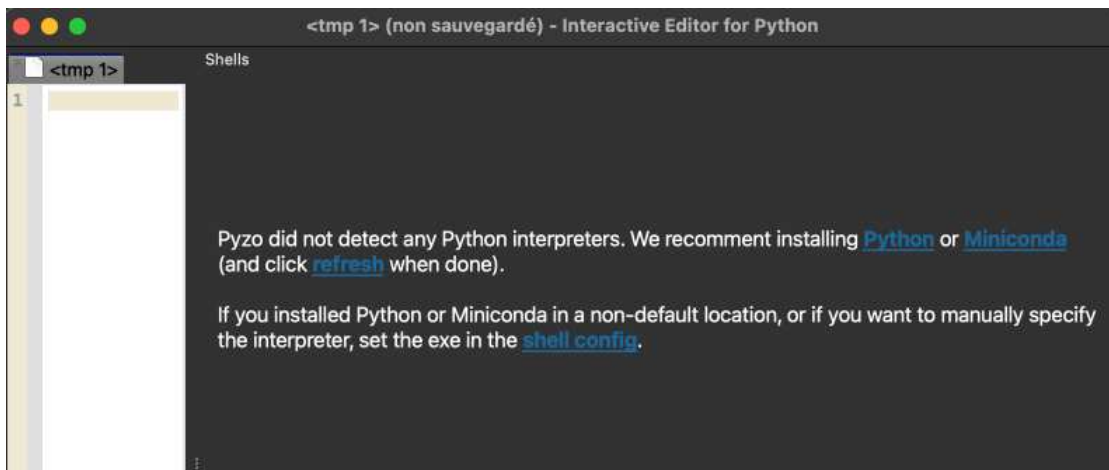 <tmp 1> (non sauvegardé) - Interactive Editor for Python
<tmp 1>
Shells
1
Pyzo did not detect any Python interpreters. We recomment installing Python or Miniconda
(and click refresh when done).
If you installed Python or Miniconda in a non-default location, or if you want to manually specify
the interpreter, set the exe in the shell config.